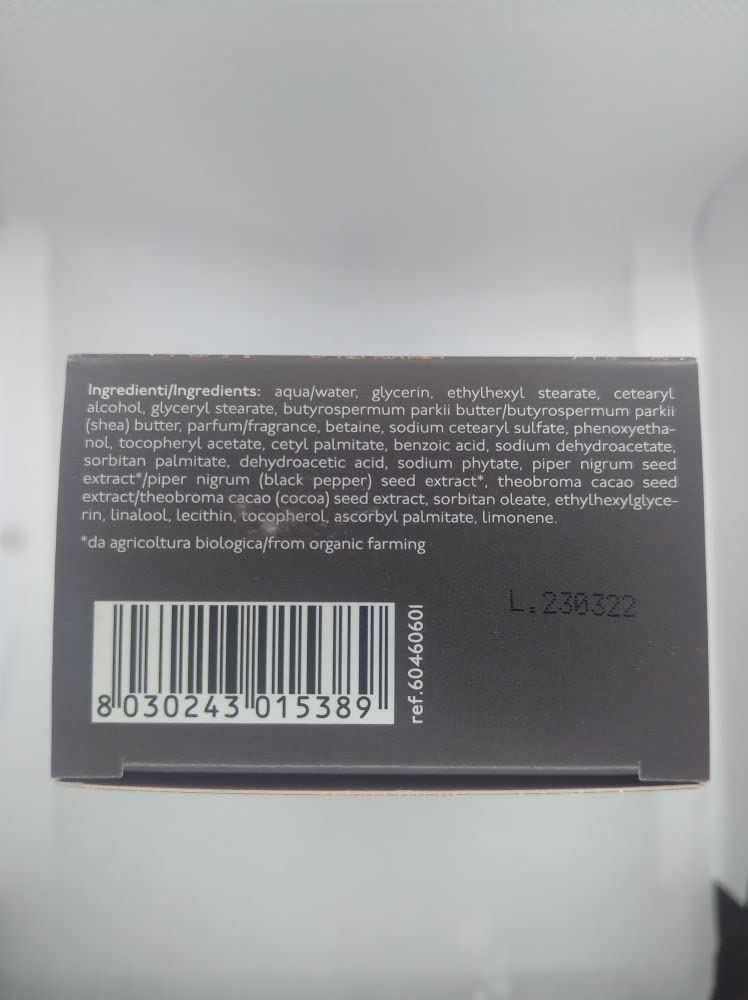 Ingredienti/Ingredients: aqua/water, glycerin, ethylhexyl stearate, cetearyl
alcohol, glyceryl stearate, butyrospermum parkii butter/butyrospermum parkii
(shea) butter, parfum/fragrance, betaine, sodium cetearyl sulfate, phenoxyetha-
nol, tocopheryl acetate, cetyl palmitate, benzoic acid, sodium dehydroacetate,
sorbitan palmitate, dehydroacetic acid, sodium phytate, piper nigrum seed
extract*/piper nigrum (black pepper) seed extract*, theobroma cacao seed
extract/theobroma cacao (cocoa) seed extract, sorbitan oleate, ethylhexylglyce-
rin, linalool, lecithin, tocopherol, ascorbyl palmitate, limonene.
*da agricoltura biologica/from organic farming
L.230322
8 030243 015389
ref.60460601